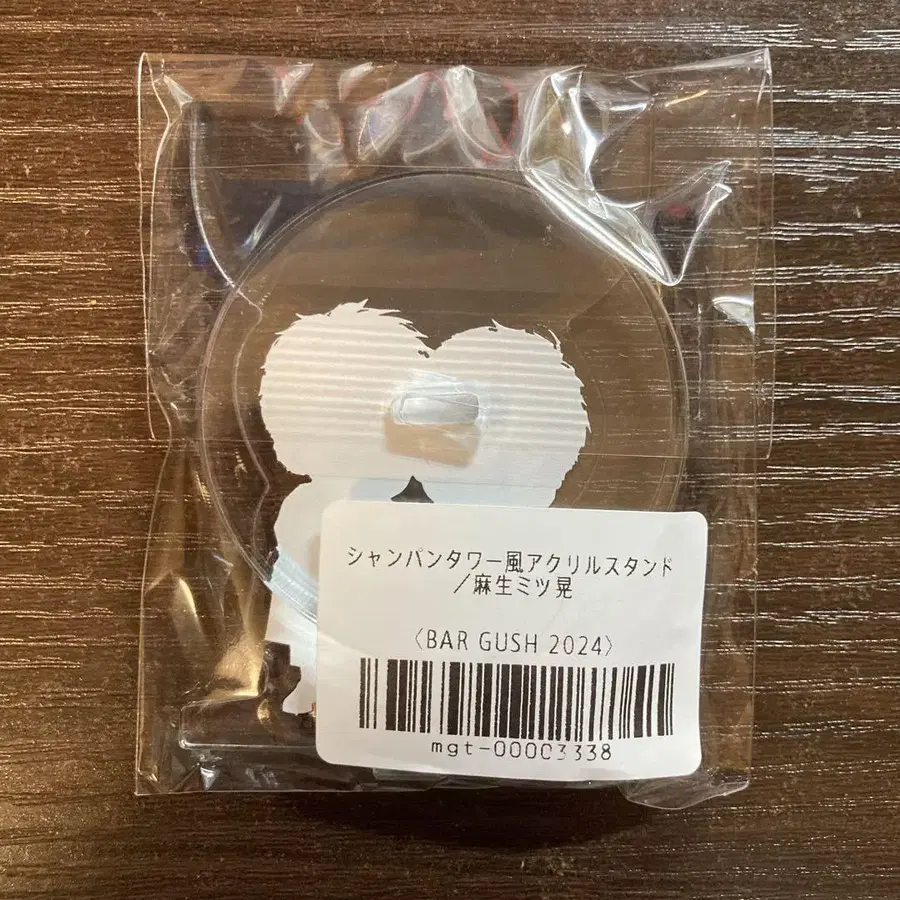 シャンパンタワー風アクリルスタンド
／麻生ミツ晃
〈BAR GUSH 2024〉
mgt-00003338